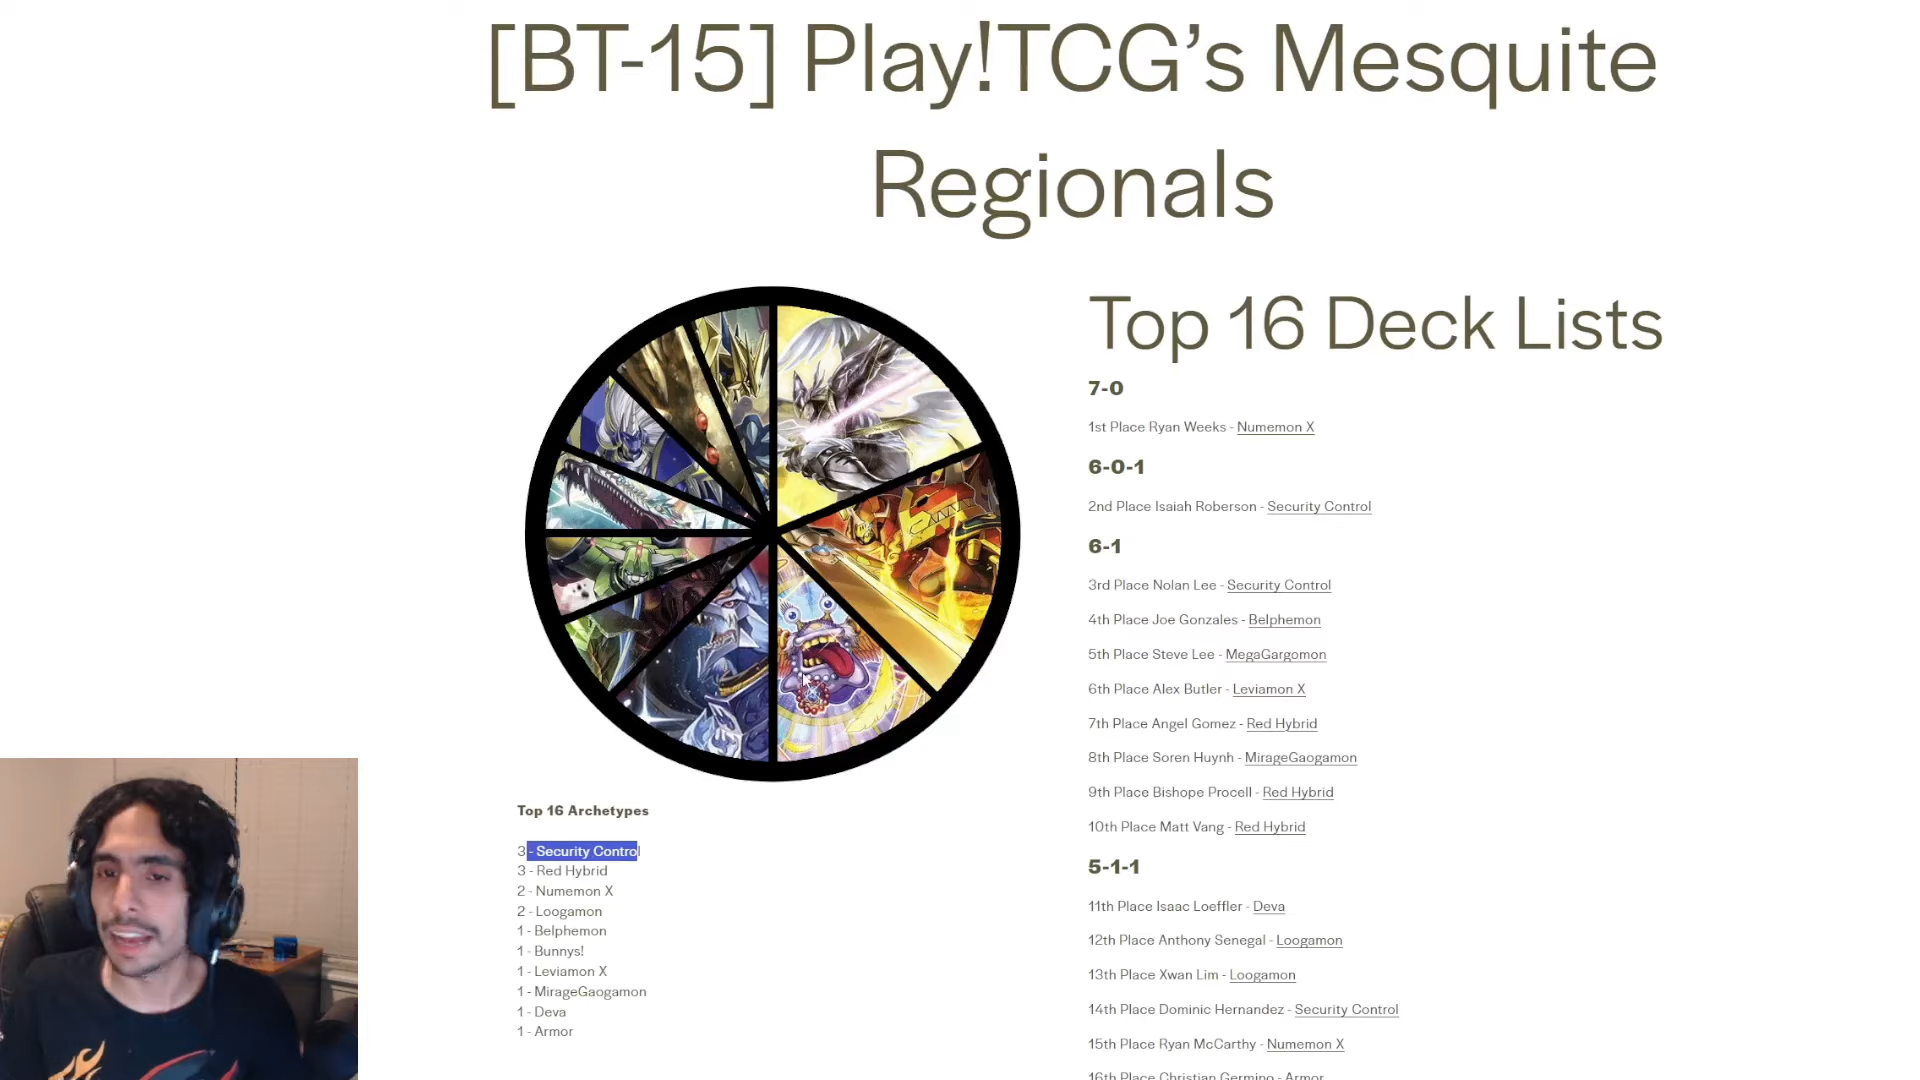 [BT-15] Play!TCG’s Mesquite
Regionals
Top 16 Archetypes
3 - Security Control
3 - Red Hybrid
2 - Numemon X
2 - Loogamon
1 - Belphemon
1 - Bunnys!
1 - Leviamon X
1 - MirageGaogamon
1 - Deva
1 - Armor
Top 16 Deck Lists
7-0
1st Place Ryan Weeks - Numemon X
6-0-1
2nd Place Isaiah Roberson - Security Control
6-1
3rd Place Nolan Lee - Security Control
4th Place Joe Gonzales - Belphemon
5th Place Steve Lee - MegaGargomon
6th Place Alex Butler - Leviamon X
7th Place Angel Gomez - Red Hybrid
8th Place Soren Huynh - MirageGaogamon
9th Place Bishope Procell - Red Hybrid
10th Place Matt Vang - Red Hybrid
5-1-1
11th Place Isaac Loeffler - Deva
12th Place Anthony Senegal - Loogamon
13th Place Xwan Lim - Loogamon
14th Place Dominic Hernandez - Security Control
15th Place Ryan McCarthy - Numemon X
16th Place Christian Germino - Armor